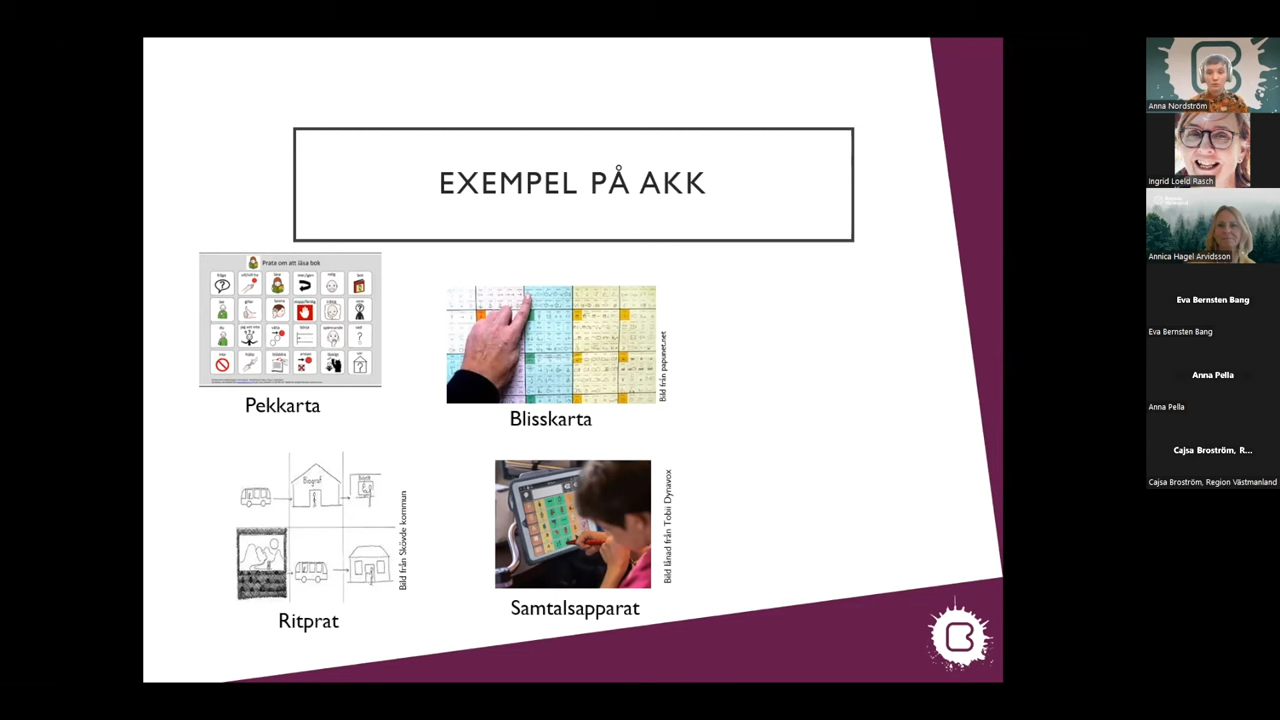 EXEMPEL PÅ AKK
Prata om att läsa bok
Pekkarta
Bild från papunet.net
Blisskarta
Biograf
Bild från Skövde kommun
Ritprat
Bild lånad från Tobii Dynavox
Samtalsapparat
Anna Nordström
Ingrid Loeld Rasch
Annica Hagel Arvidsson
Eva Bernsten Bang
Eva Bernsten Bang
Anna Pella
Anna Pella
Cajsa Broström, R...
Cajsa Broström, Region Västmanland